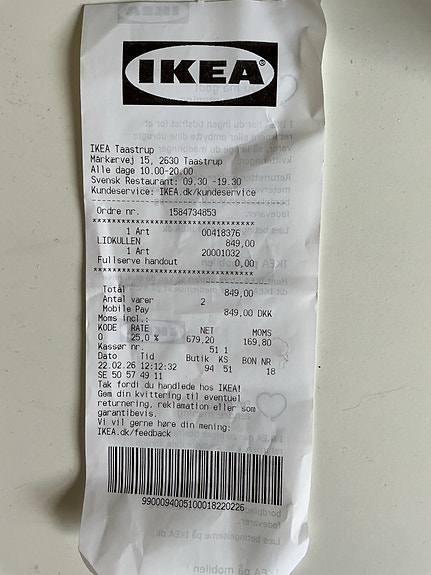 IKEA®
IKEA Taastrup
Mårkærvej 15, 2630 Taastrup
Alle dage 10.00-20.00
Svensk Restaurant: 09.30 -19.30
Kundeservice: IKEA.dk/kundeservice
Ordre nr. 1584734853
1 Art 00418376
LIDKULLEN 849,00
1 Art 20001032
Fullserve handout 0,00
Total 849,00
Antal varer 2
Mobile Pay 849,00 DKK
Moms incl.:
KODE RATE NET MOMS
0 25,0 % 679,20 169,80
Kassør nr. 51 1
Dato Tid Butik KS BON NR
22.02.26 12:12:32 94 51 18
SE 50 57 49 11
Tak fordi du handlede hos IKEA!
Gem din kvittering til eventuel
returnering, reklamation eller som
garantibevis.
Vi vil gerne høre din mening:
IKEA.dk/feedback
9900094005100018220226